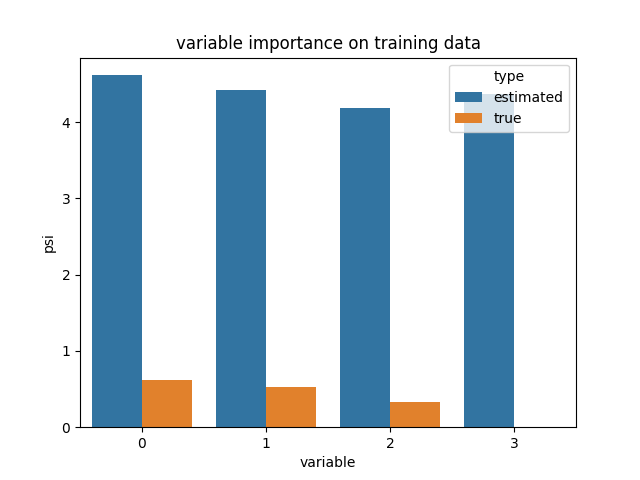 variable importance on training data
type
estimated
true
psi
4
3
2
1
0
0 1 2 3
variable